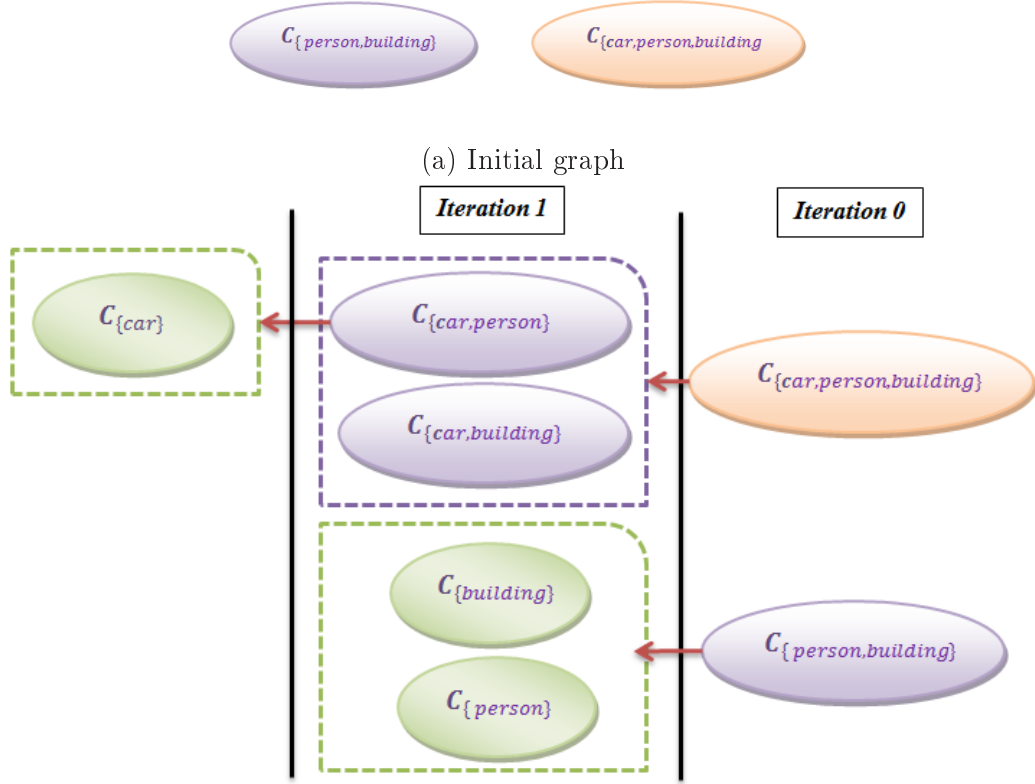 C{ person,building}
C{car,person,building
(a) Initial graph
Iteration 1
Iteration 0
C{car}
C{car,person}
C{car,person,building}
C{car,building}
C{building}
C{ person,building}
C{ person}